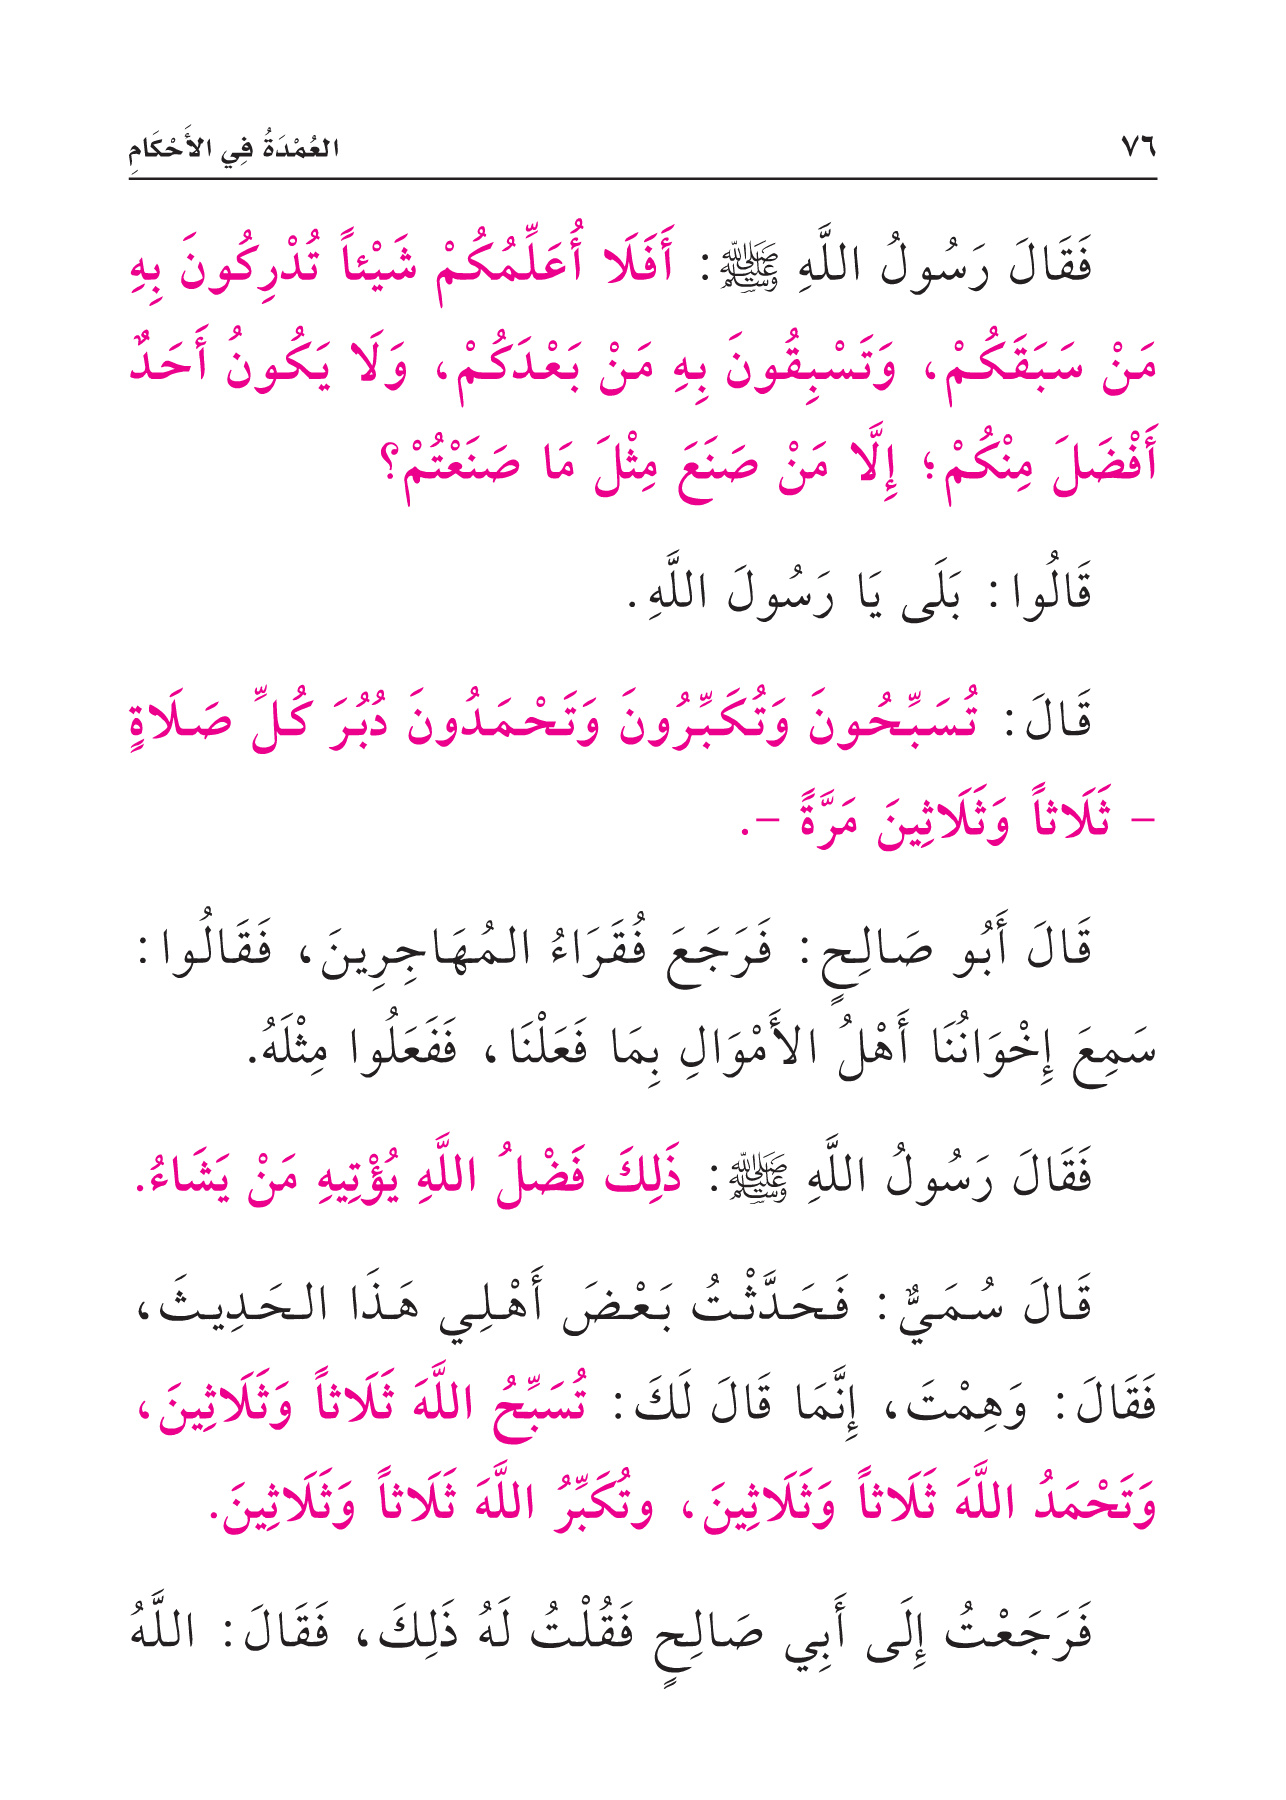 ٧٦ العُمْدَةُ فِي الأَحْكَامِ
فَقَالَ رَسُولُ اللَّهِ ﷺ: أَفَلَا أُعَلِّمُكُمْ شَيْئاً تُدْرِكُونَ بِهِ
مَنْ سَبَقَكُمْ، وَتَسْبِقُونَ بِهِ مَنْ بَعْدَكُمْ، وَلَا يَكُونُ أَحَدٌ
أَفْضَلَ مِنْكُمْ؛ إِلَّا مَنْ صَنَعَ مِثْلَ مَا صَنَعْتُمْ؟
قَالُوا: بَلَى يَا رَسُولَ اللَّهِ.
قَالَ: تُسَبِّحُونَ وَتُكَبِّرُونَ وَتَحْمَدُونَ دُبُرَ كُلِّ صَلَاةٍ
- ثَلَاثاً وَثَلَاثِينَ مَرَّةً -.
قَالَ أَبُو صَالِحٍ: فَرَجَعَ فُقَرَاءُ المُهَاجِرِينَ، فَقَالُوا:
سَمِعَ إِخْوَانُنَا أَهْلُ الأَمْوَالِ بِمَا فَعَلْنَا، فَفَعَلُوا مِثْلَهُ.
فَقَالَ رَسُولُ اللَّهِ ﷺ: ذَلِكَ فَضْلُ اللَّهِ يُؤْتِيهِ مَنْ يَشَاءُ.
قَالَ سُمَيٌّ: فَحَدَّثْتُ بَعْضَ أَهْلِي هَذَا الحَدِيثَ،
فَقَالَ: وَهِمْتَ، إِنَّمَا قَالَ لَكَ: تُسَبِّحُ اللَّهَ ثَلَاثاً وَثَلَاثِينَ،
وَتَحْمَدُ اللَّهَ ثَلَاثاً وَثَلَاثِينَ، وتُكَبِّرُ اللَّهَ ثَلَاثاً وَثَلَاثِينَ.
فَرَجَعْتُ إِلَى أَبِي صَالِحٍ فَقُلْتُ لَهُ ذَلِكَ، فَقَالَ: اللَّهُ